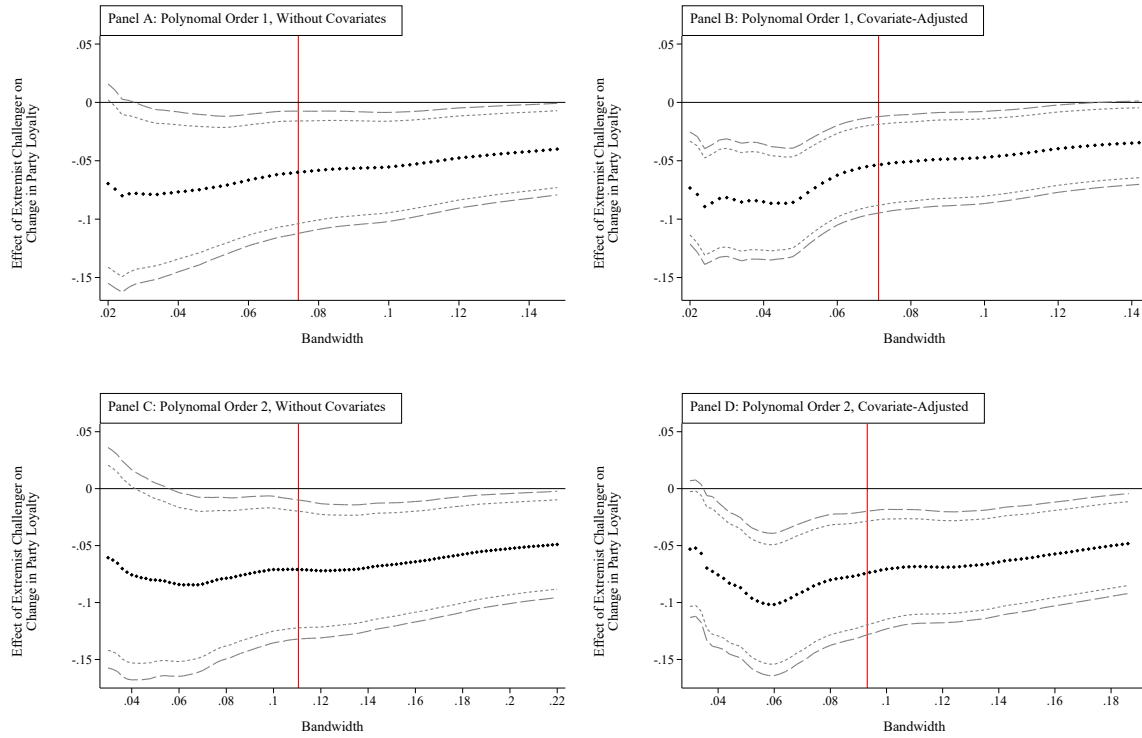 Panel A: Polynomal Order 1, Without Covariates
.05
0
-.05
-.1
-.15
Effect of Extremist Challenger on
Change in Party Loyalty
.02 .04 .06 .08 .1 .12 .14
Bandwidth
Panel B: Polynomal Order 1, Covariate-Adjusted
.05
0
-.05
-.1
-.15
Effect of Extremist Challenger on
Change in Party Loyalty
.02 .04 .06 .08 .1 .12 .14
Bandwidth
Panel C: Polynomal Order 2, Without Covariates
.05
0
-.05
-.1
-.15
Effect of Extremist Challenger on
Change in Party Loyalty
.04 .06 .08 .1 .12 .14 .16 .18 .2 .22
Bandwidth
Panel D: Polynomal Order 2, Covariate-Adjusted
.05
0
-.05
-.1
-.15
Effect of Extremist Challenger on
Change in Party Loyalty
.04 .06 .08 .1 .12 .14 .16 .18
Bandwidth